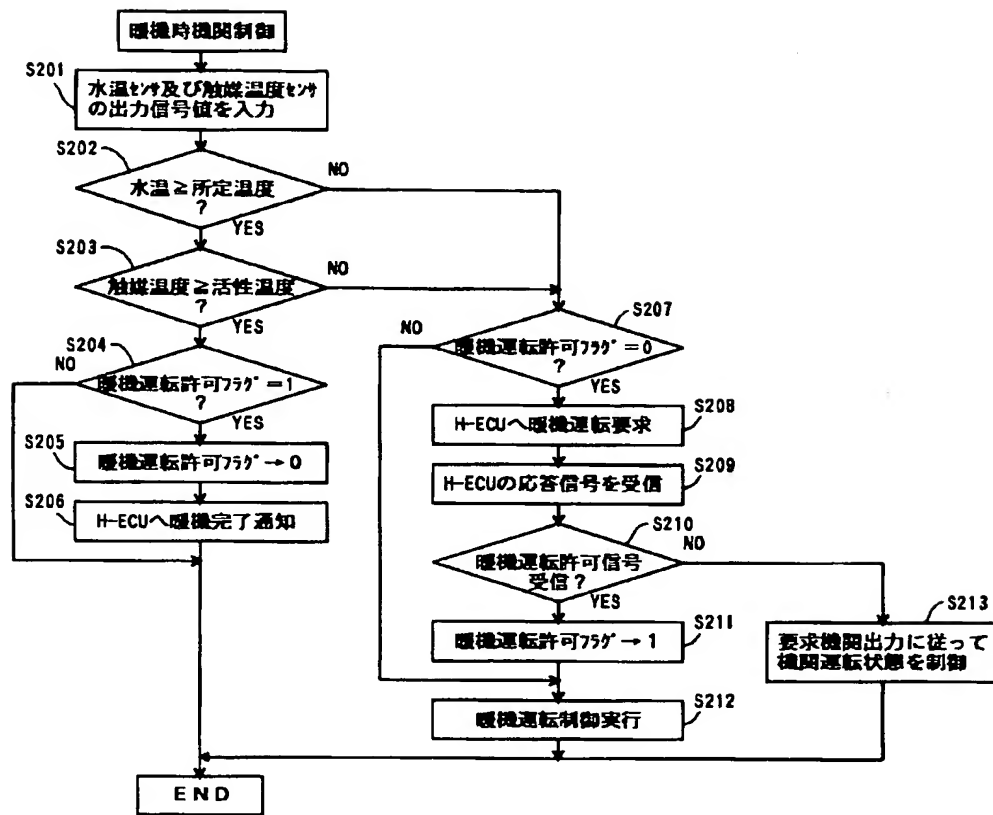 暖機時機関制御
S201
水温ｾﾝｻ及び触媒温度ｾﾝｻ
の出力信号値を入力
S202
NO
水温≧所定温度
?
YES
S203
NO
触媒温度≧活性温度
?
YES
S204
NO
暖機運転許可ﾌﾗｸﾞ=1
?
YES
S205
暖機運転許可ﾌﾗｸﾞ→0
S206
H-ECUへ暖機完了通知
S207
NO
暖機運転許可ﾌﾗｸﾞ=0
?
YES
S208
H-ECUへ暖機運転要求
S209
H-ECUの応答信号を受信
S210
NO
暖機運転許可信号
受信?
YES
S211
暖機運転許可ﾌﾗｸﾞ→1
S212
暖機運転制御実行
S213
要求機関出力に従って
機関運転状態を制御
END